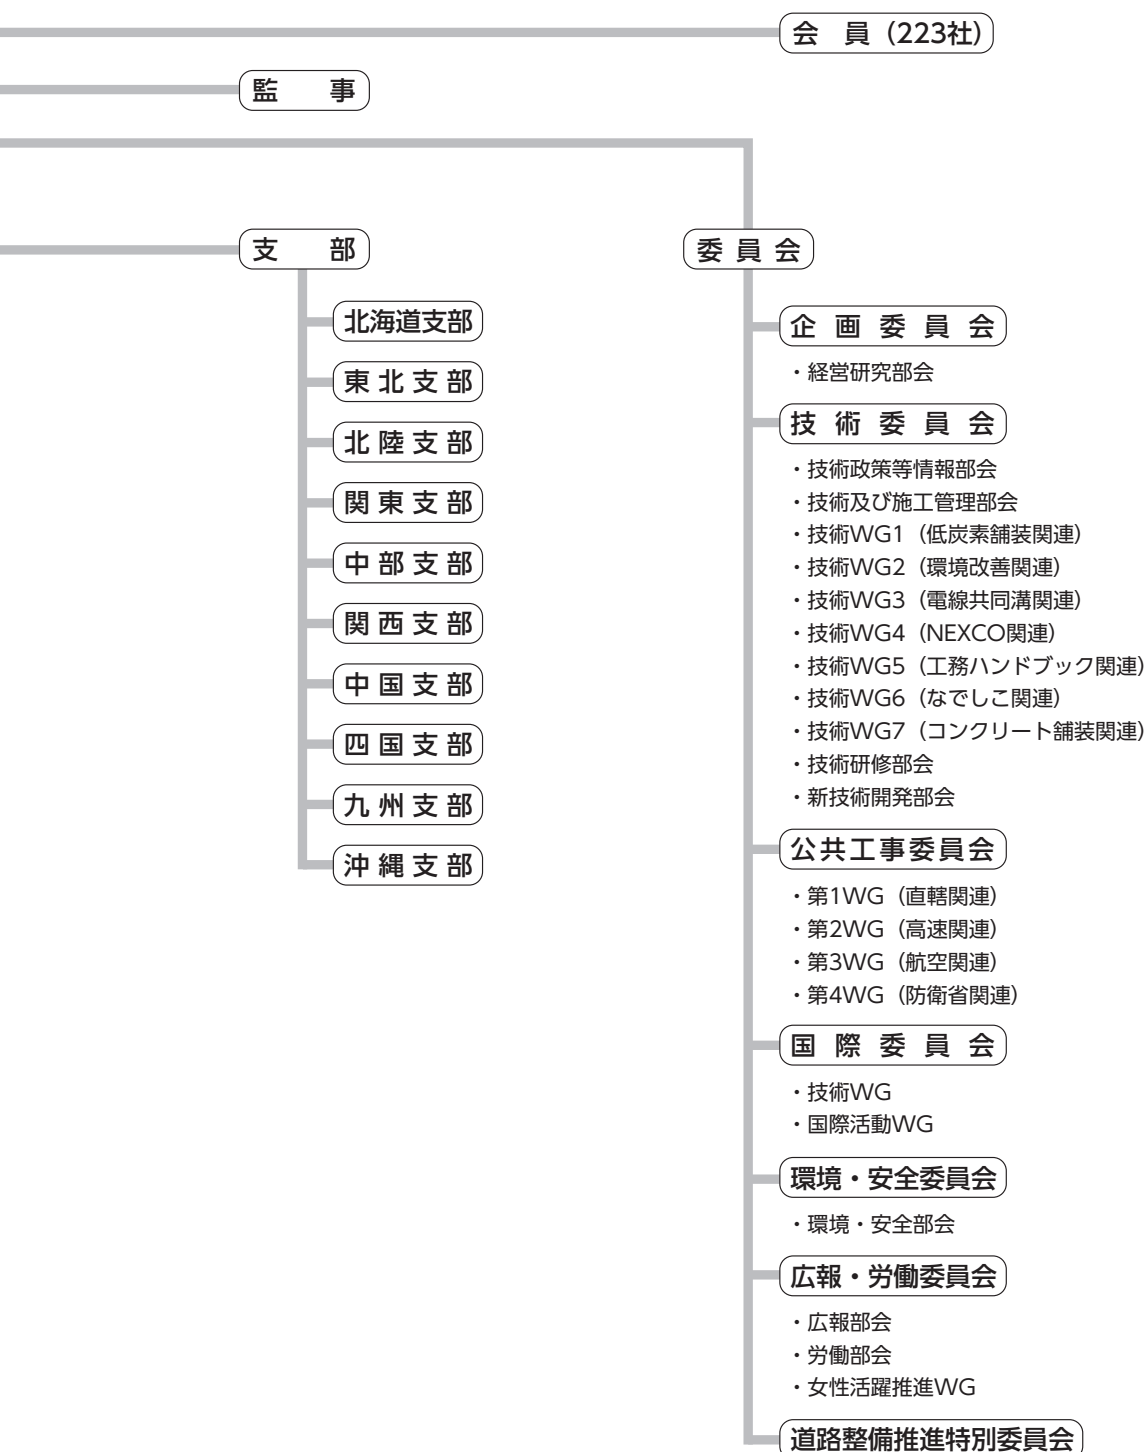 会　員（223社）
監　　事
支　　部
北海道支部
東北支部
北陸支部
関東支部
中部支部
関西支部
中国支部
四国支部
九州支部
沖縄支部
委員会
企画委員会
・経営研究部会
技術委員会
・技術政策等情報部会
・技術及び施工管理部会
・技術WG1（低炭素舗装関連）
・技術WG2（環境改善関連）
・技術WG3（電線共同溝関連）
・技術WG4（NEXCO関連）
・技術WG5（工務ハンドブック関連）
・技術WG6（なでしこ関連）
・技術WG7（コンクリート舗装関連）
・技術研修部会
・新技術開発部会
公共工事委員会
・第1WG（直轄関連）
・第2WG（高速関連）
・第3WG（航空関連）
・第4WG（防衛省関連）
国際委員会
・技術WG
・国際活動WG
環境・安全委員会
・環境・安全部会
広報・労働委員会
・広報部会
・労働部会
・女性活躍推進WG
道路整備推進特別委員会